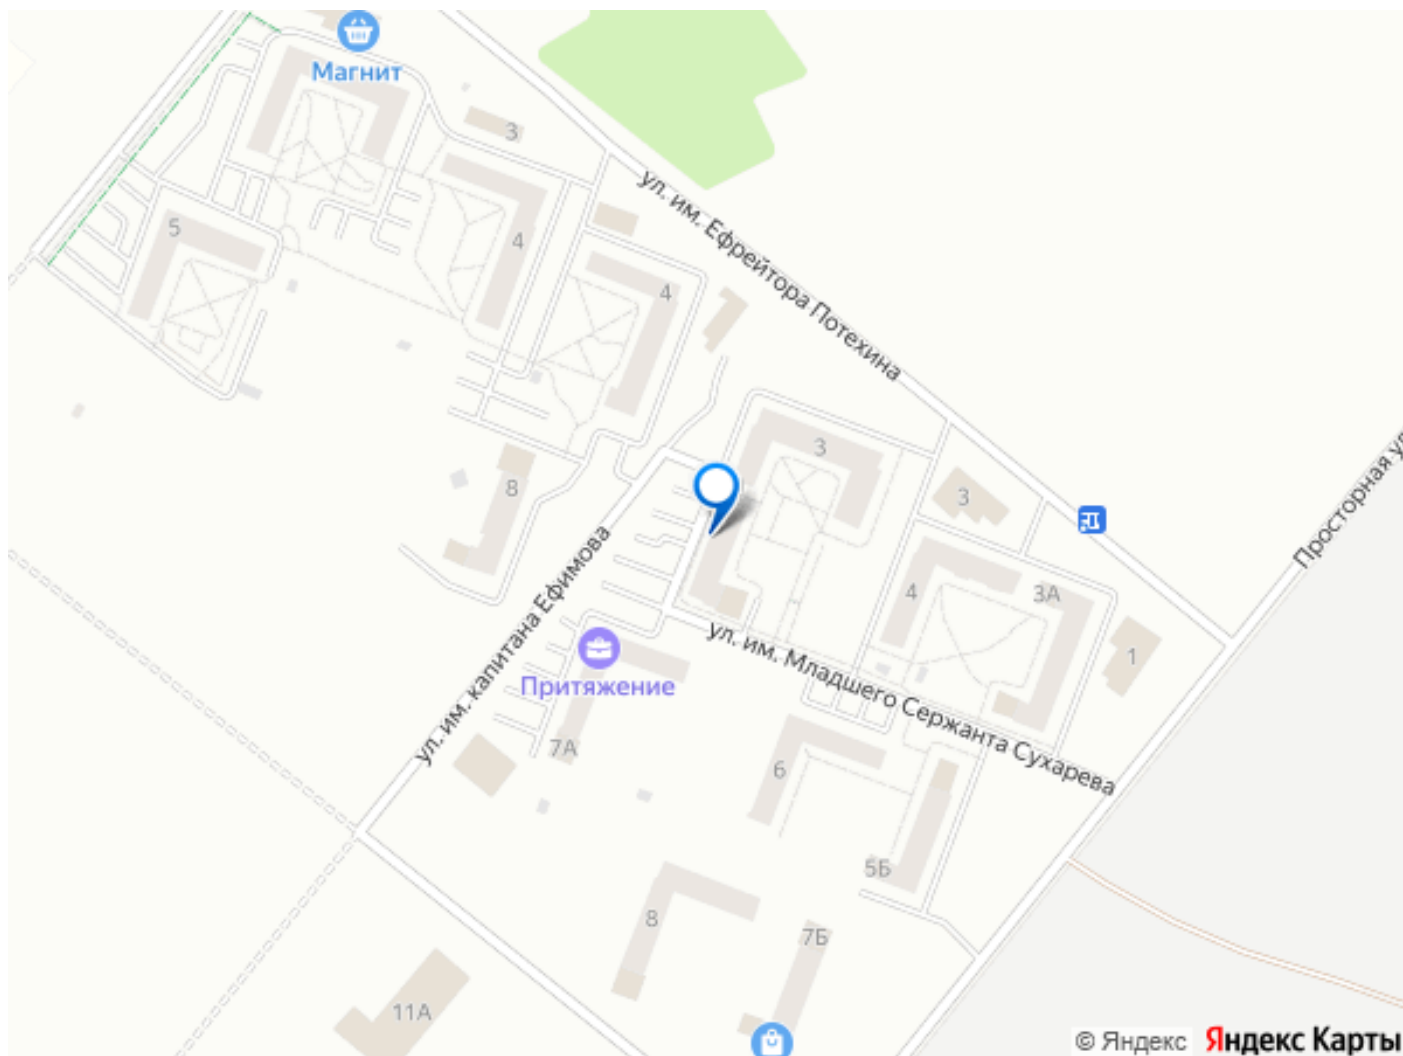 Магнит
3
5
4
4
ул. им. Ефрейтора Потехина
3
8
3
Просторная ул
ул. им. капитана Ефимова
4
3А
1
ул. им. Младшего Сержанта Сухарева
Притяжение
7А
6
5Б
8
7Б
11А
© Яндекс Яндекс Карты